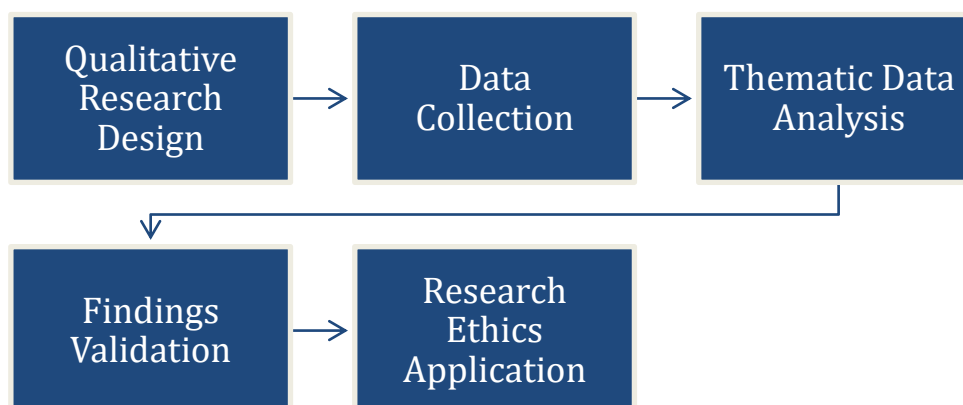 Qualitative
Research
Design
Data
Collection
Thematic Data
Analysis
Findings
Validation
Research
Ethics
Application